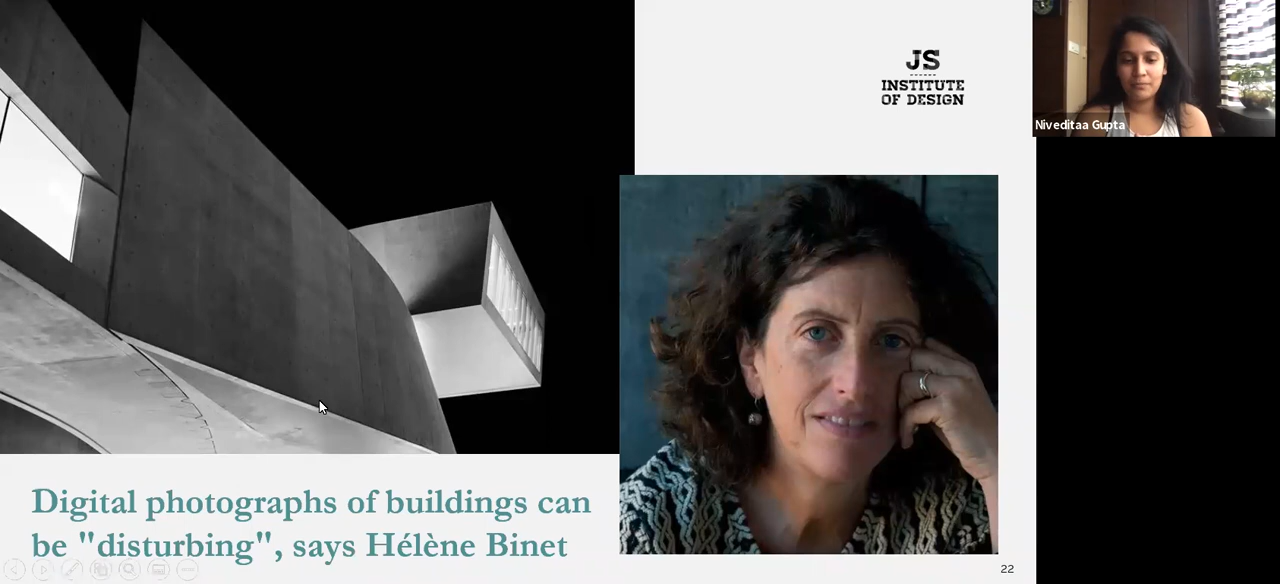 JS
INSTITUTE
OF DESIGN
Niveditaa Gupta
Digital photographs of buildings can
be "disturbing", says Hélène Binet
22